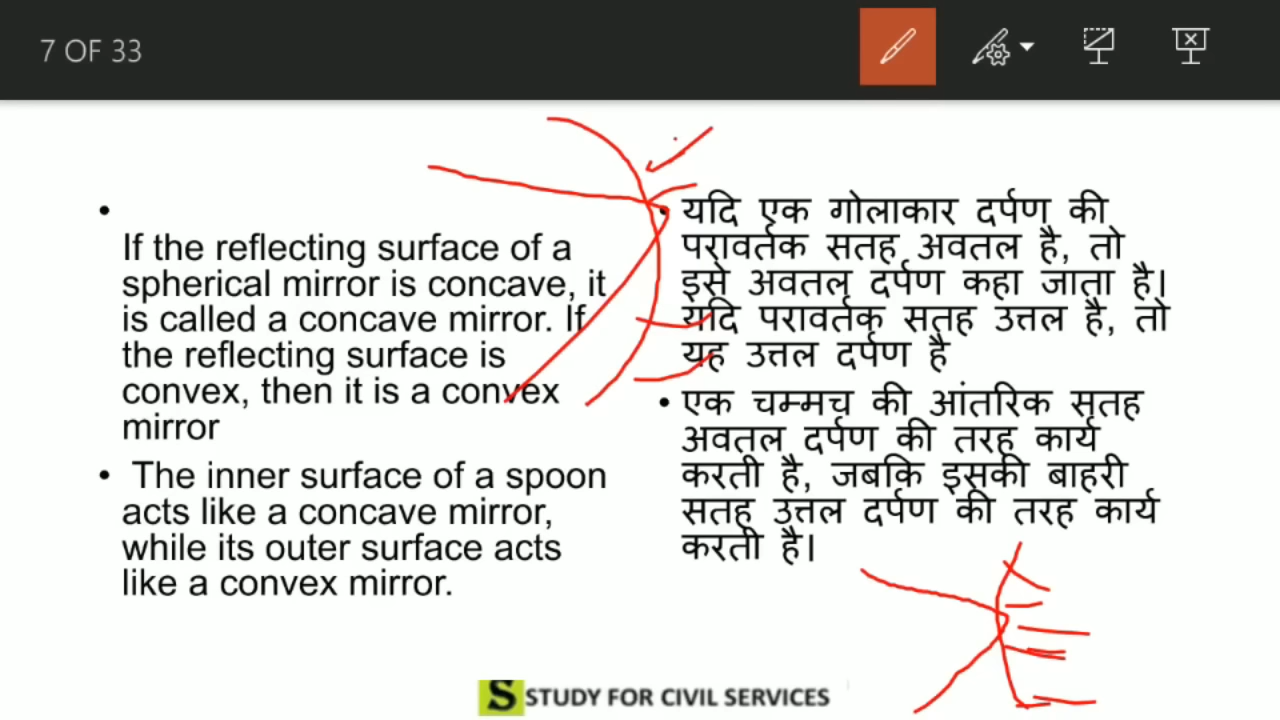 7 OF 33
•
If the reflecting surface of a
spherical mirror is concave, it
is called a concave mirror. If
the reflecting surface is
convex, then it is a convex
mirror
• The inner surface of a spoon
acts like a concave mirror,
while its outer surface acts
like a convex mirror.
• यदि एक गोलाकार दर्पण की
परावर्तक सतह अवतल है, तो
इसे अवतल दर्पण कहा जाता है।
यदि परावर्तक सतह उत्तल है, तो
यह उत्तल दर्पण है
• एक चम्मच की आंतरिक सतह
अवतल दर्पण की तरह कार्य
करती है, जबकि इसकी बाहरी
सतह उत्तल दर्पण की तरह कार्य
करती है।
S STUDY FOR CIVIL SERVICES